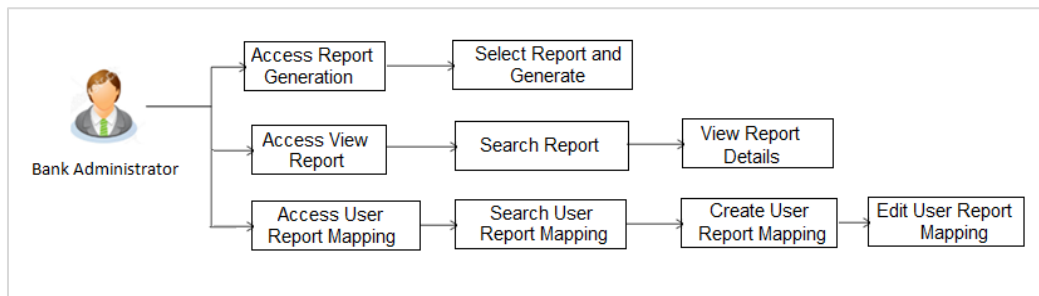 Access Report
Generation
Select Report and
Generate
Bank Administrator
Access View
Report
Search Report
View Report
Details
Access User
Report Mapping
Search User
Report Mapping
Create User
Report Mapping
Edit User Report
Mapping